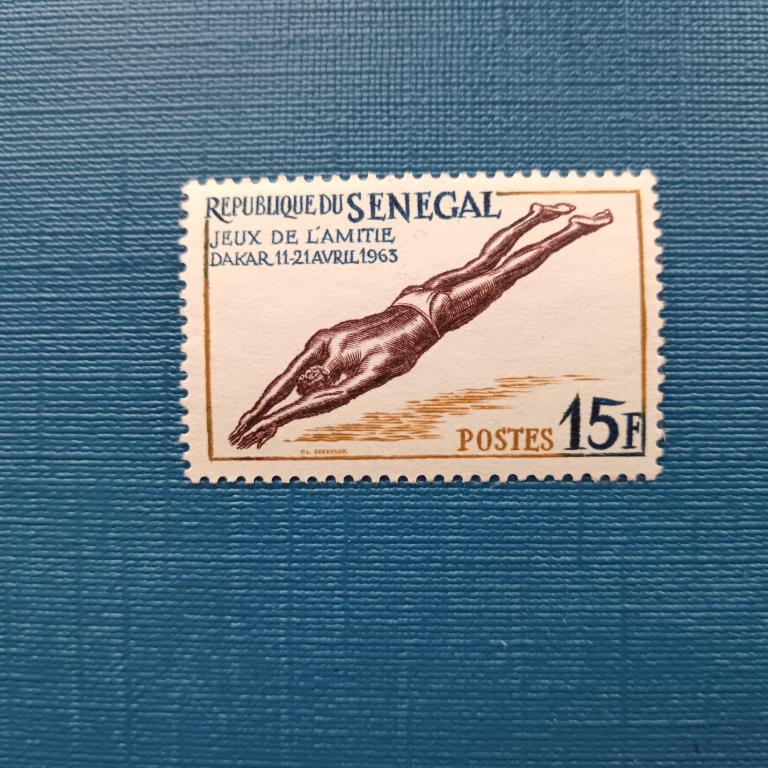 REPUBLIQUE DU SENEGAL
JEUX DE L'AMITIE
DAKAR 11-21 AVRIL 1963
POSTES 15F